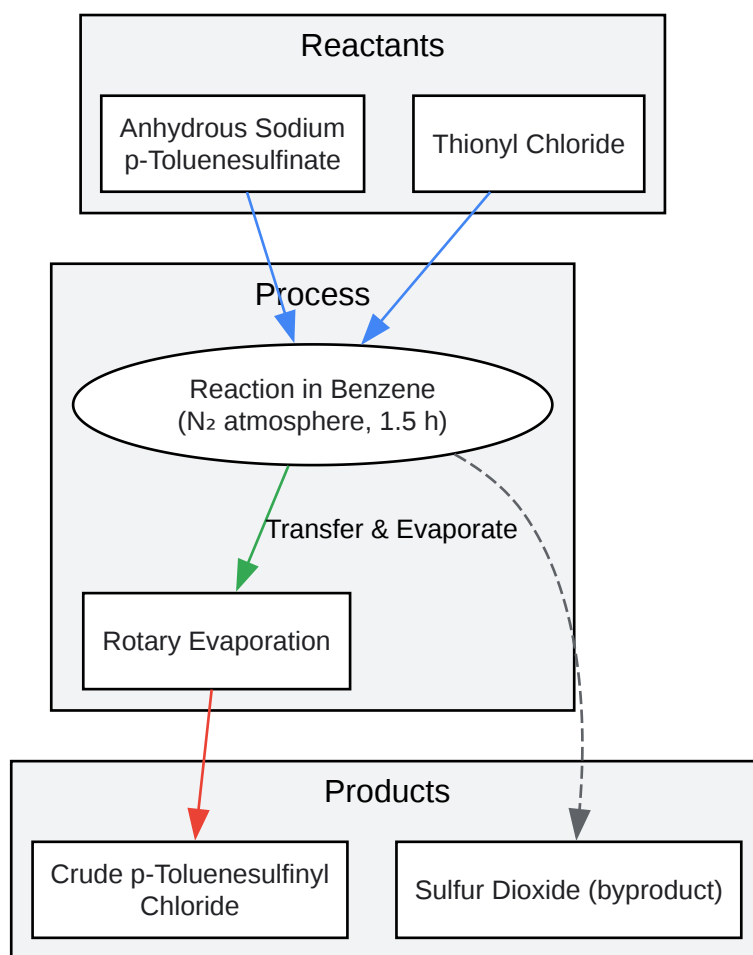 Reactants
Anhydrous Sodium
p-Toluenesulfinate
Thionyl Chloride
Process
Reaction in Benzene
(N₂ atmosphere, 1.5 h)
Transfer & Evaporate
Rotary Evaporation
Products
Crude p-Toluenesulfinyl
Chloride
Sulfur Dioxide (byproduct)